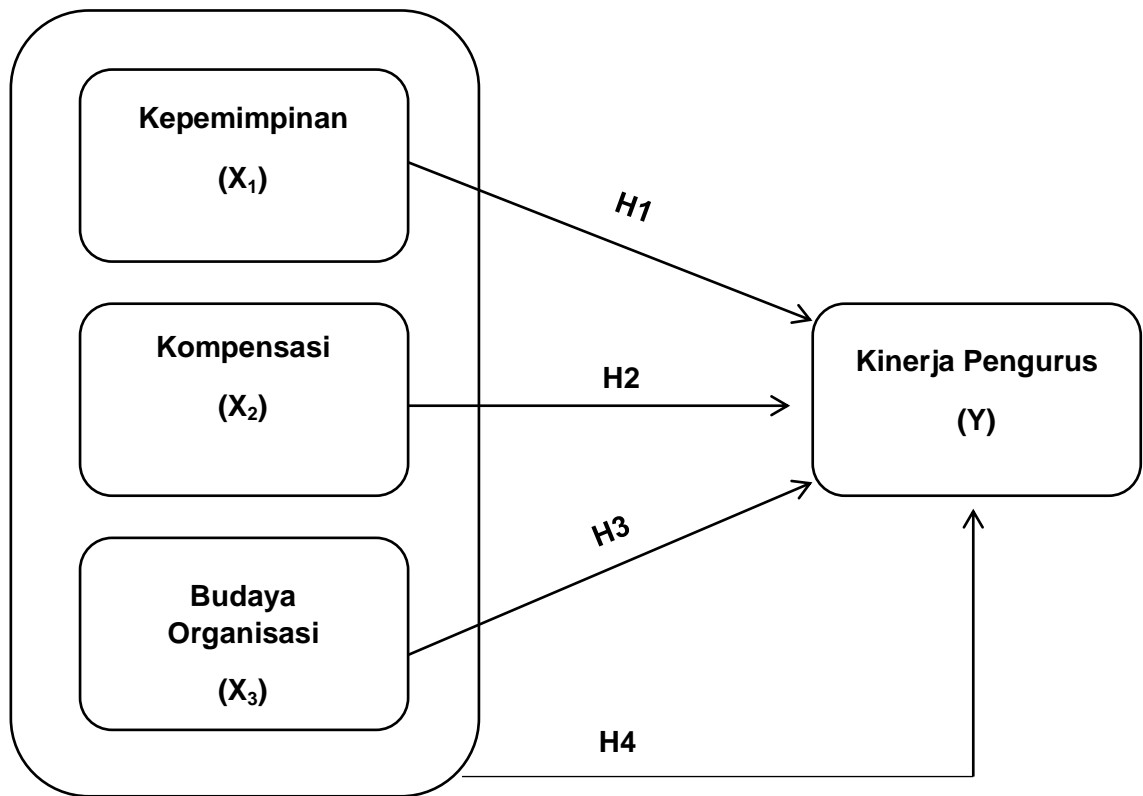 Kepemimpinan
(X₁)
H1
Kompensasi
(X₂)
H2
Kinerja Pengurus
(Y)
H3
Budaya
Organisasi
(X₃)
H4